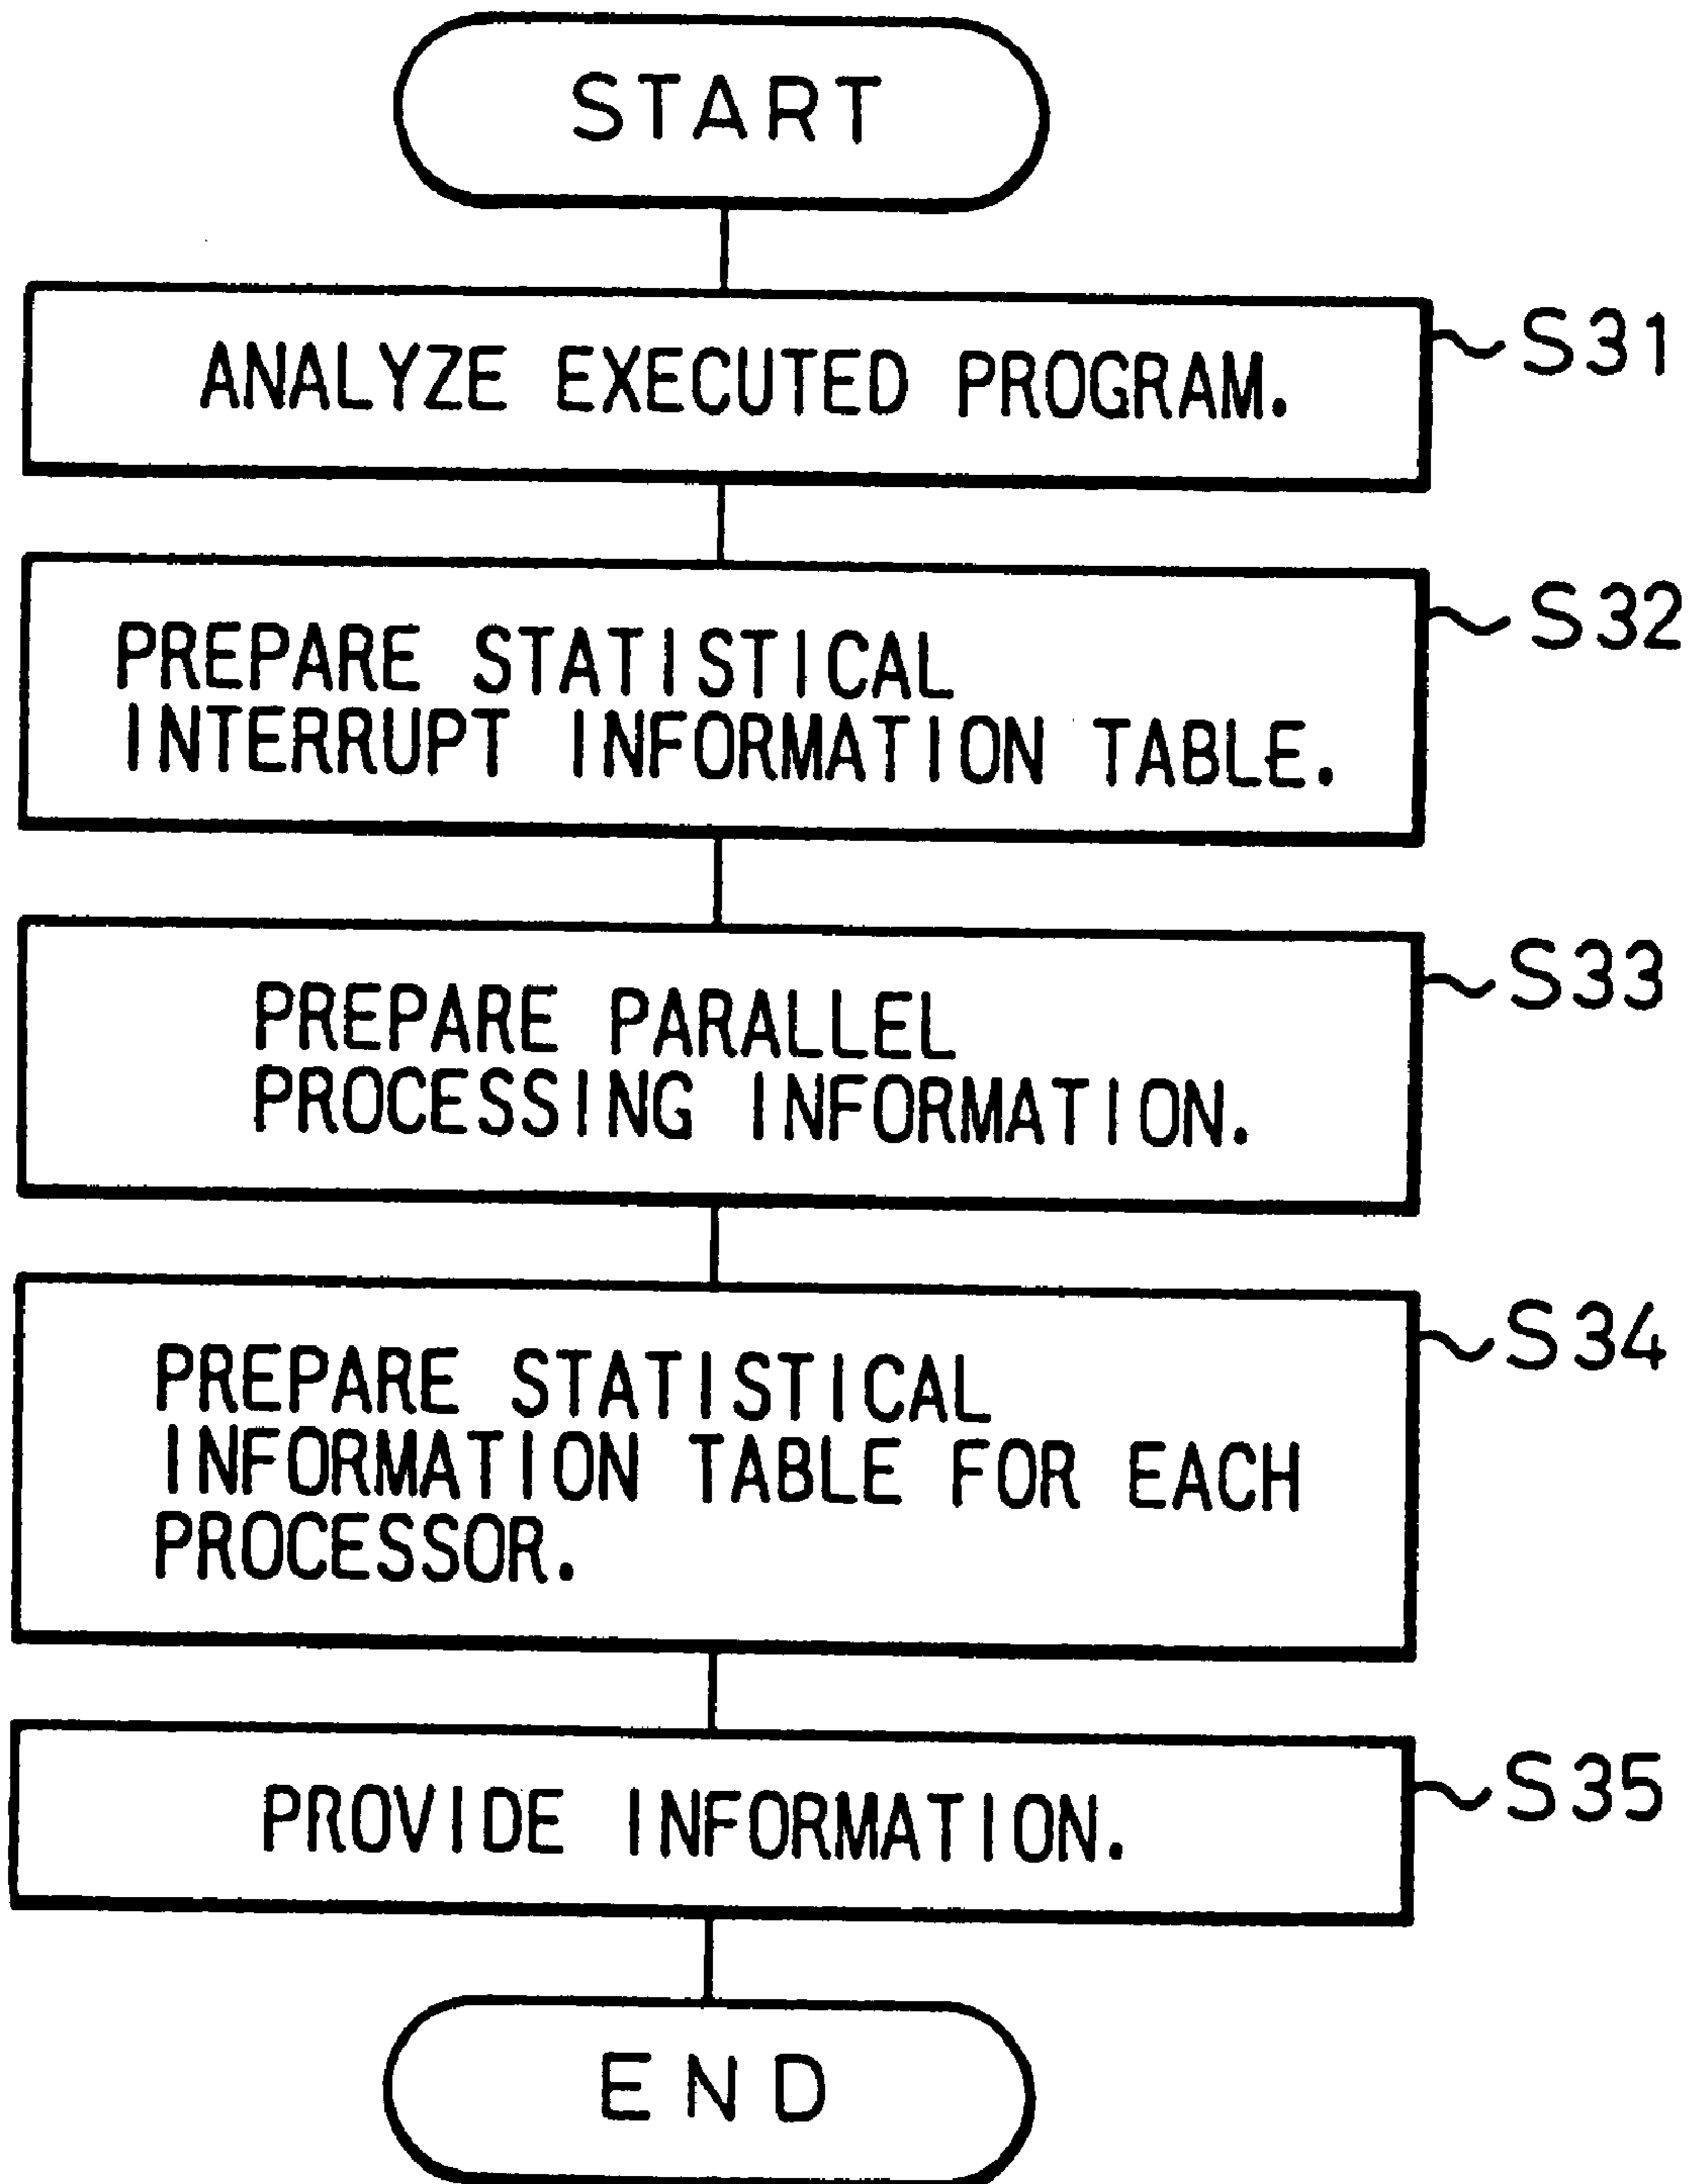 START
ANALYZE EXECUTED PROGRAM.
S31
PREPARE STATISTICAL
INTERRUPT INFORMATION TABLE.
S32
PREPARE PARALLEL
PROCESSING INFORMATION.
S33
PREPARE STATISTICAL
INFORMATION TABLE FOR EACH
PROCESSOR.
S34
PROVIDE INFORMATION.
S35
END